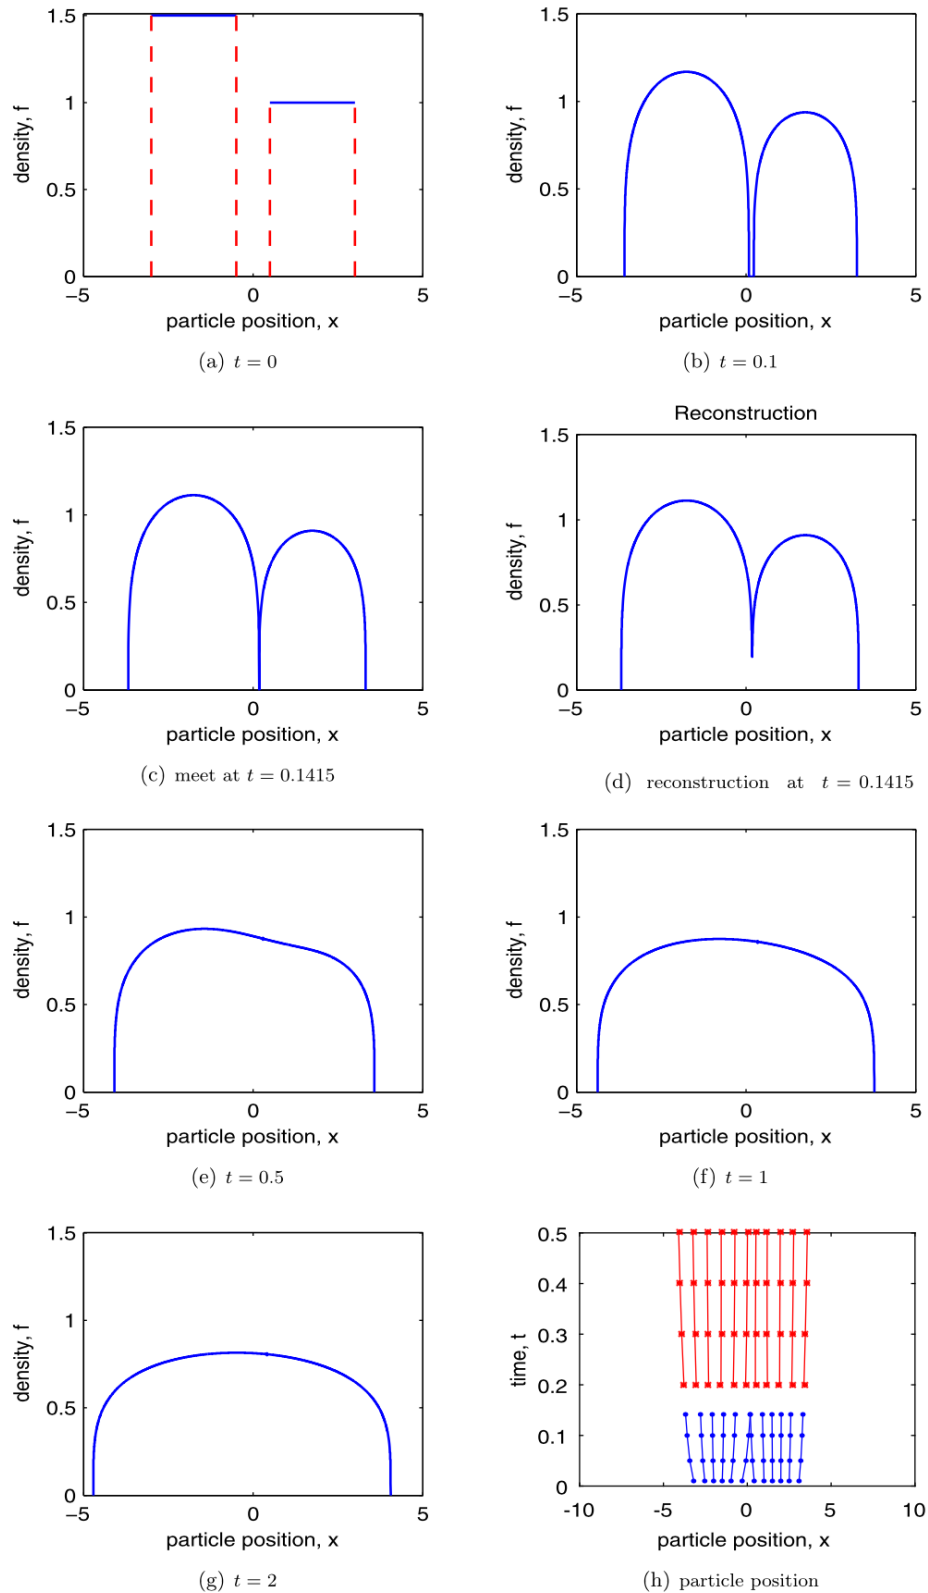 1.5
1
0.5
0
density, f
−5
0
5
particle position, x
(a) t = 0
1.5
1
0.5
0
density, f
−5
0
5
particle position, x
(b) t = 0.1
1.5
1
0.5
0
density, f
−5
0
5
particle position, x
(c) meet at t = 0.1415
Reconstruction
1.5
1
0.5
0
density, f
−5
0
5
particle position, x
(d) reconstruction at t = 0.1415
1.5
1
0.5
0
density, f
−5
0
5
particle position, x
(e) t = 0.5
1.5
1
0.5
0
density, f
−5
0
5
particle position, x
(f) t = 1
1.5
1
0.5
0
density, f
−5
0
5
particle position, x
(g) t = 2
0.5
0.4
0.3
0.2
0.1
0
time, t
-10
-5
0
5
10
particle position, x
(h) particle position